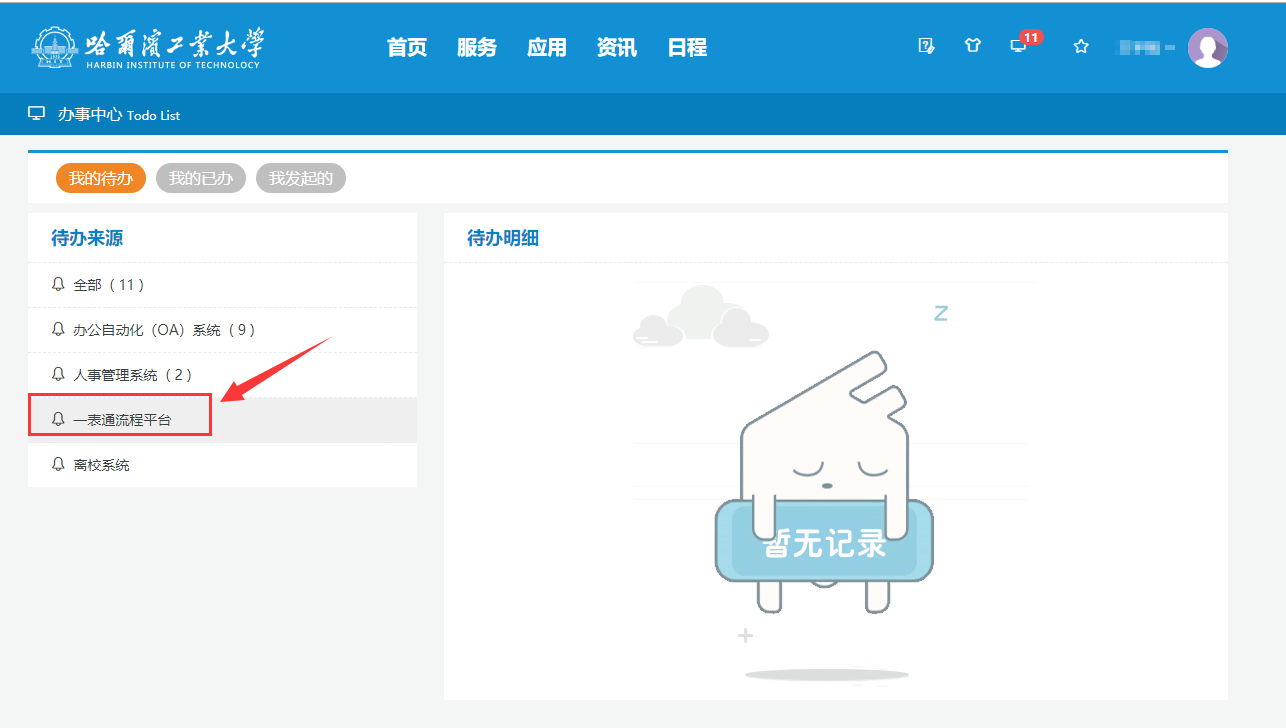 哈爾濱工業大學
HARBIN INSTITUTE OF TECHNOLOGY
首页 服务 应用 资讯 日程
11
办事中心 Todo List
我的待办 我的已办 我发起的
待办来源
全部（11）
办公自动化（OA）系统（9）
人事管理系统（2）
一表通流程平台
离校系统
待办明细
Z
暂无记录